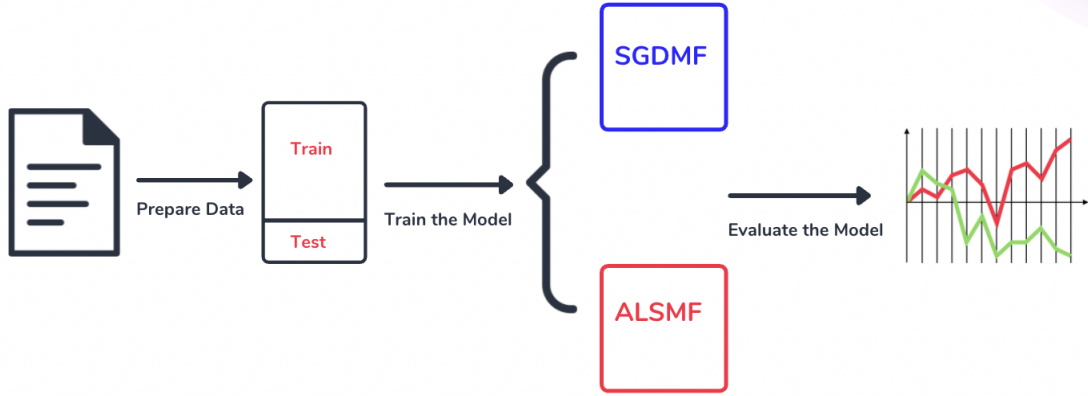 Prepare Data
Train
Test
Train the Model
SGDMF
ALSMF
Evaluate the Model